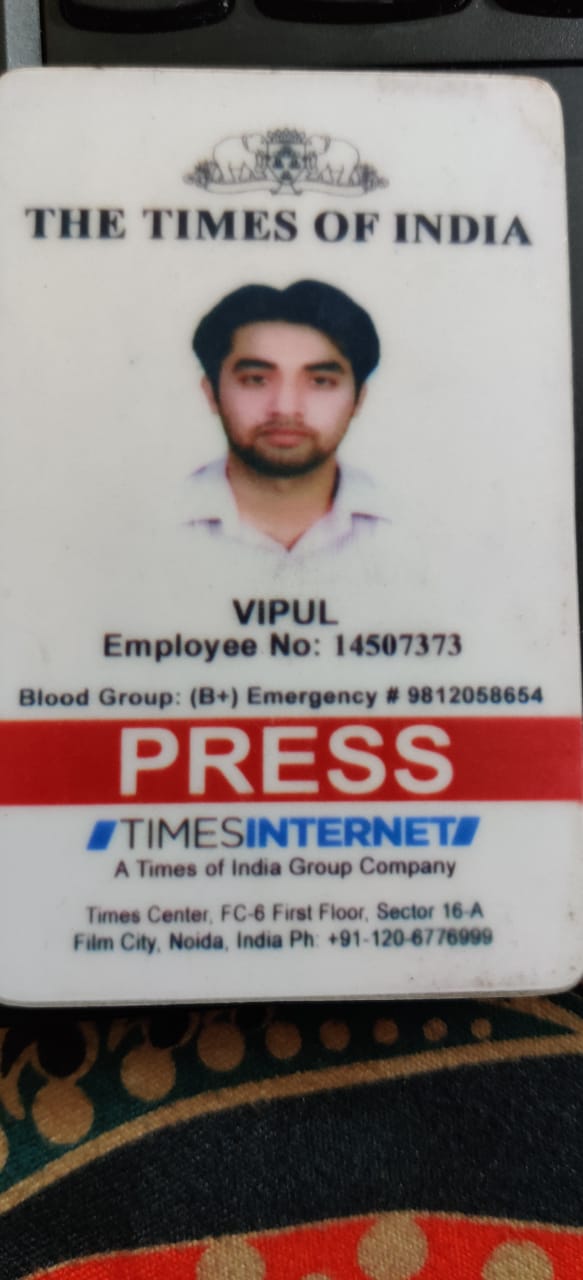 THE TIMES OF INDIA
VIPUL
Employee No: 14507373
Blood Group: (B+) Emergency # 9812058654
PRESS
TIMESINTERNET
A Times of India Group Company
Times Center, FC-6 First Floor, Sector 16-A
Film City, Noida, India Ph: +91-120-6776999